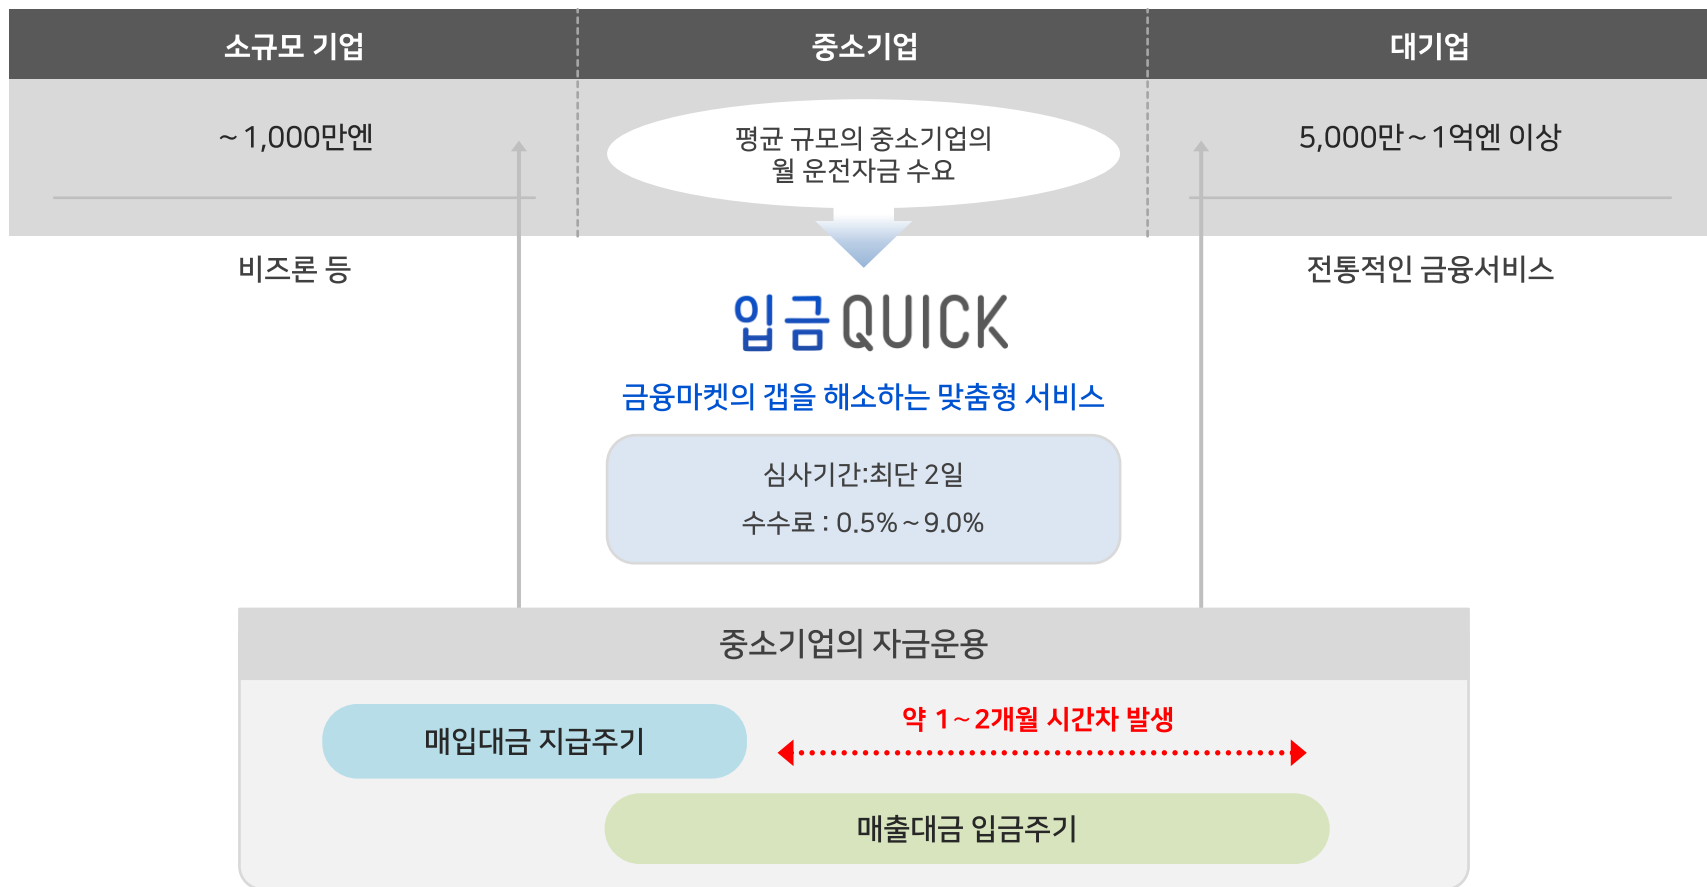 소규모 기업
중소기업
대기업
~1,000만엔
평균 규모의 중소기업의
월 운전자금 수요
5,000만~1억엔 이상
비즈론 등
전통적인 금융서비스
입금QUICK
금융마켓의 갭을 해소하는 맞춤형 서비스
심사기간:최단 2일
수수료 : 0.5%~9.0%
중소기업의 자금운용
약 1~2개월 시간차 발생
매입대금 지급주기
매출대금 입금주기